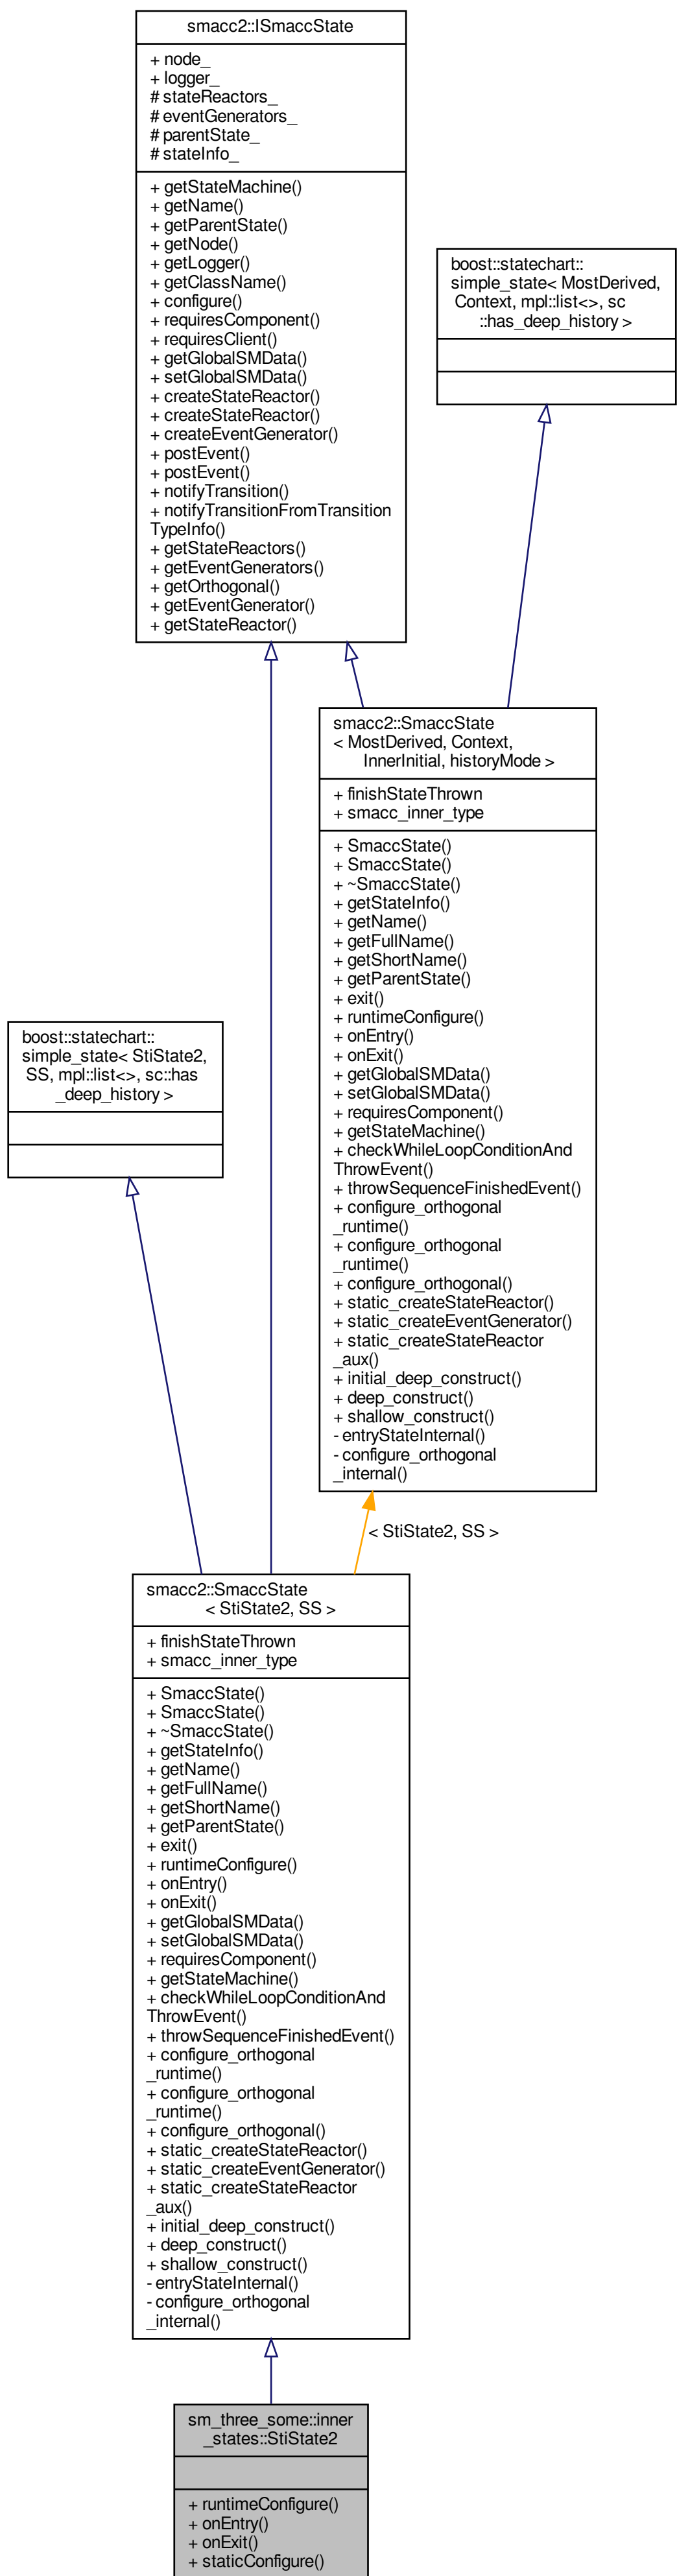 smacc2::ISmaccState
+ node_
+ logger_
# stateReactors_
# eventGenerators_
# parentState_
# stateInfo_
+ getStateMachine()
+ getName()
+ getParentState()
+ getNode()
+ getLogger()
+ getClassName()
+ configure()
+ requiresComponent()
+ requiresClient()
+ getGlobalSMData()
+ setGlobalSMData()
+ createStateReactor()
+ createStateReactor()
+ createEventGenerator()
+ postEvent()
+ postEvent()
+ notifyTransition()
+ notifyTransitionFromTransition
TypeInfo()
+ getStateReactors()
+ getEventGenerators()
+ getOrthogonal()
+ getEventGenerator()
+ getStateReactor()
boost::statechart::
simple_state< MostDerived,
Context, mpl::list<>, sc
::has_deep_history >
smacc2::SmaccState
< MostDerived, Context,
InnerInitial, historyMode >
+ finishStateThrown
+ smacc_inner_type
+ SmaccState()
+ SmaccState()
+ ~SmaccState()
+ getStateInfo()
+ getName()
+ getFullName()
+ getShortName()
+ getParentState()
+ exit()
+ runtimeConfigure()
+ onEntry()
+ onExit()
+ getGlobalSMData()
+ setGlobalSMData()
+ requiresComponent()
+ getStateMachine()
+ checkWhileLoopConditionAnd
ThrowEvent()
+ throwSequenceFinishedEvent()
+ configure_orthogonal
_runtime()
+ configure_orthogonal
_runtime()
+ configure_orthogonal()
+ static_createStateReactor()
+ static_createEventGenerator()
+ static_createStateReactor
_aux()
+ initial_deep_construct()
+ deep_construct()
+ shallow_construct()
- entryStateInternal()
- configure_orthogonal
_internal()
boost::statechart::
simple_state< StiState2,
SS, mpl::list<>, sc::has
_deep_history >
< StiState2, SS >
smacc2::SmaccState
< StiState2, SS >
+ finishStateThrown
+ smacc_inner_type
+ SmaccState()
+ SmaccState()
+ ~SmaccState()
+ getStateInfo()
+ getName()
+ getFullName()
+ getShortName()
+ getParentState()
+ exit()
+ runtimeConfigure()
+ onEntry()
+ onExit()
+ getGlobalSMData()
+ setGlobalSMData()
+ requiresComponent()
+ getStateMachine()
+ checkWhileLoopConditionAnd
ThrowEvent()
+ throwSequenceFinishedEvent()
+ configure_orthogonal
_runtime()
+ configure_orthogonal
_runtime()
+ configure_orthogonal()
+ static_createStateReactor()
+ static_createEventGenerator()
+ static_createStateReactor
_aux()
+ initial_deep_construct()
+ deep_construct()
+ shallow_construct()
- entryStateInternal()
- configure_orthogonal
_internal()
sm_three_some::inner
_states::StiState2
+ runtimeConfigure()
+ onEntry()
+ onExit()
+ staticConfigure()